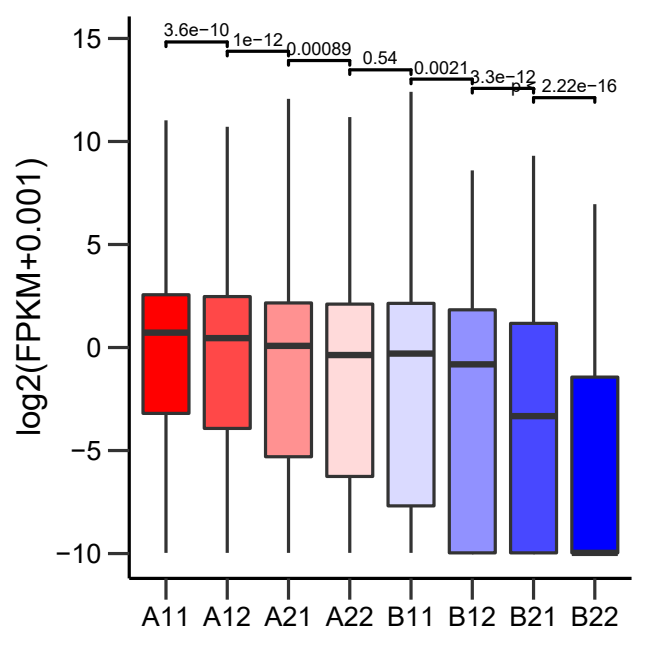 3.6e−10
1e−12
0.00089
0.54
0.0021
3.3e−12
p < 2.22e−16
15
10
5
0
−5
−10
log2(FPKM+0.001)
A11 A12 A21 A22 B11 B12 B21 B22